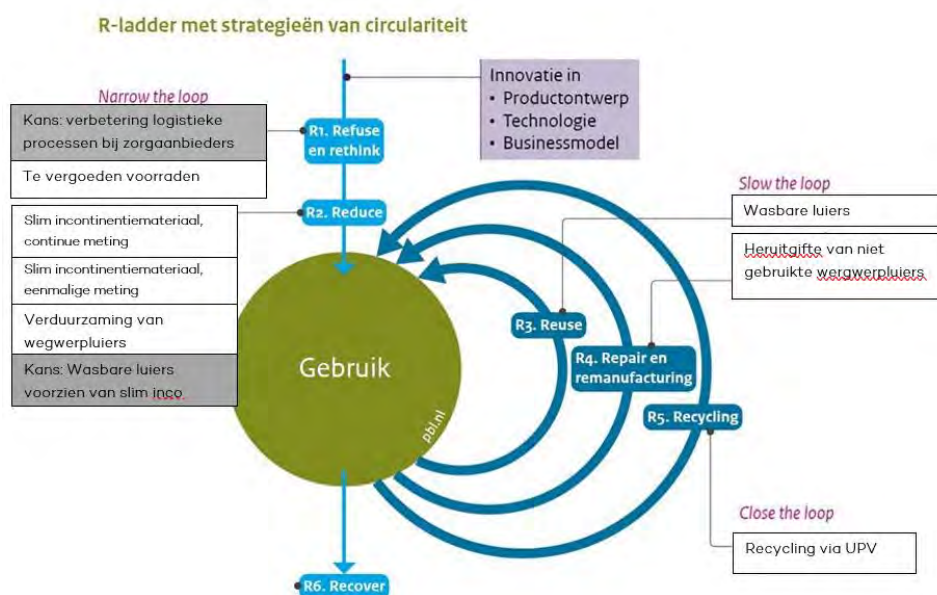 R-ladder met strategieën van circulariteit
Narrow the loop
Kans: verbetering logistieke
processen bij zorgaanbieders
Te vergoeden voorraden
Slim incontinentiemateriaal,
continue meting
Slim incontinentiemateriaal,
eenmalige meting
Verduurzaming van
wegwerpluiers
Kans: Wasbare luiers
voorzien van slim inco
R1. Refuse
en rethink
R2. Reduce
Innovatie in
• Productontwerp
• Technologie
• Businessmodel
Gebruik
pbl.nl
R3. Reuse
R4. Repair en
remanufacturing
R5. Recycling
R6. Recover
Slow the loop
Wasbare luiers
Heruitgifte van niet
gebruikte wergwerpluiers
Close the loop
Recycling via UPV